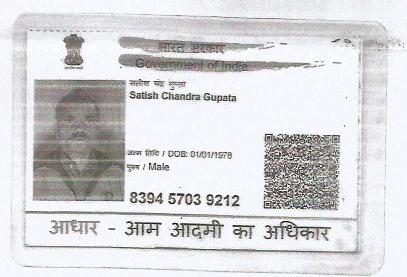 भारत सरकार
Government of India
सतीश चंद्र गुप्ता
Satish Chandra Gupata
जन्म तिथि / DOB: 01/01/1978
पुरुष / Male
8394 5703 9212
आधार - आम आदमी का अधिकार